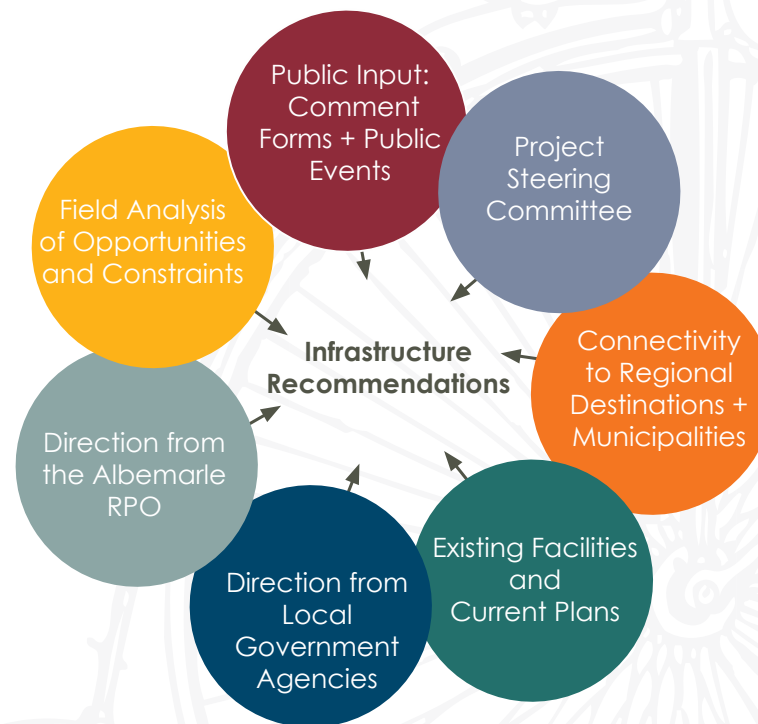 Public Input:
Comment
Forms + Public
Events
Project
Steering
Committee
Connectivity
to Regional
Destinations +
Municipalities
Existing Facilities
and
Current Plans
Direction from
Local
Government
Agencies
Direction from
the Albemarle
RPO
Field Analysis
of Opportunities
and Constraints
Infrastructure
Recommendations